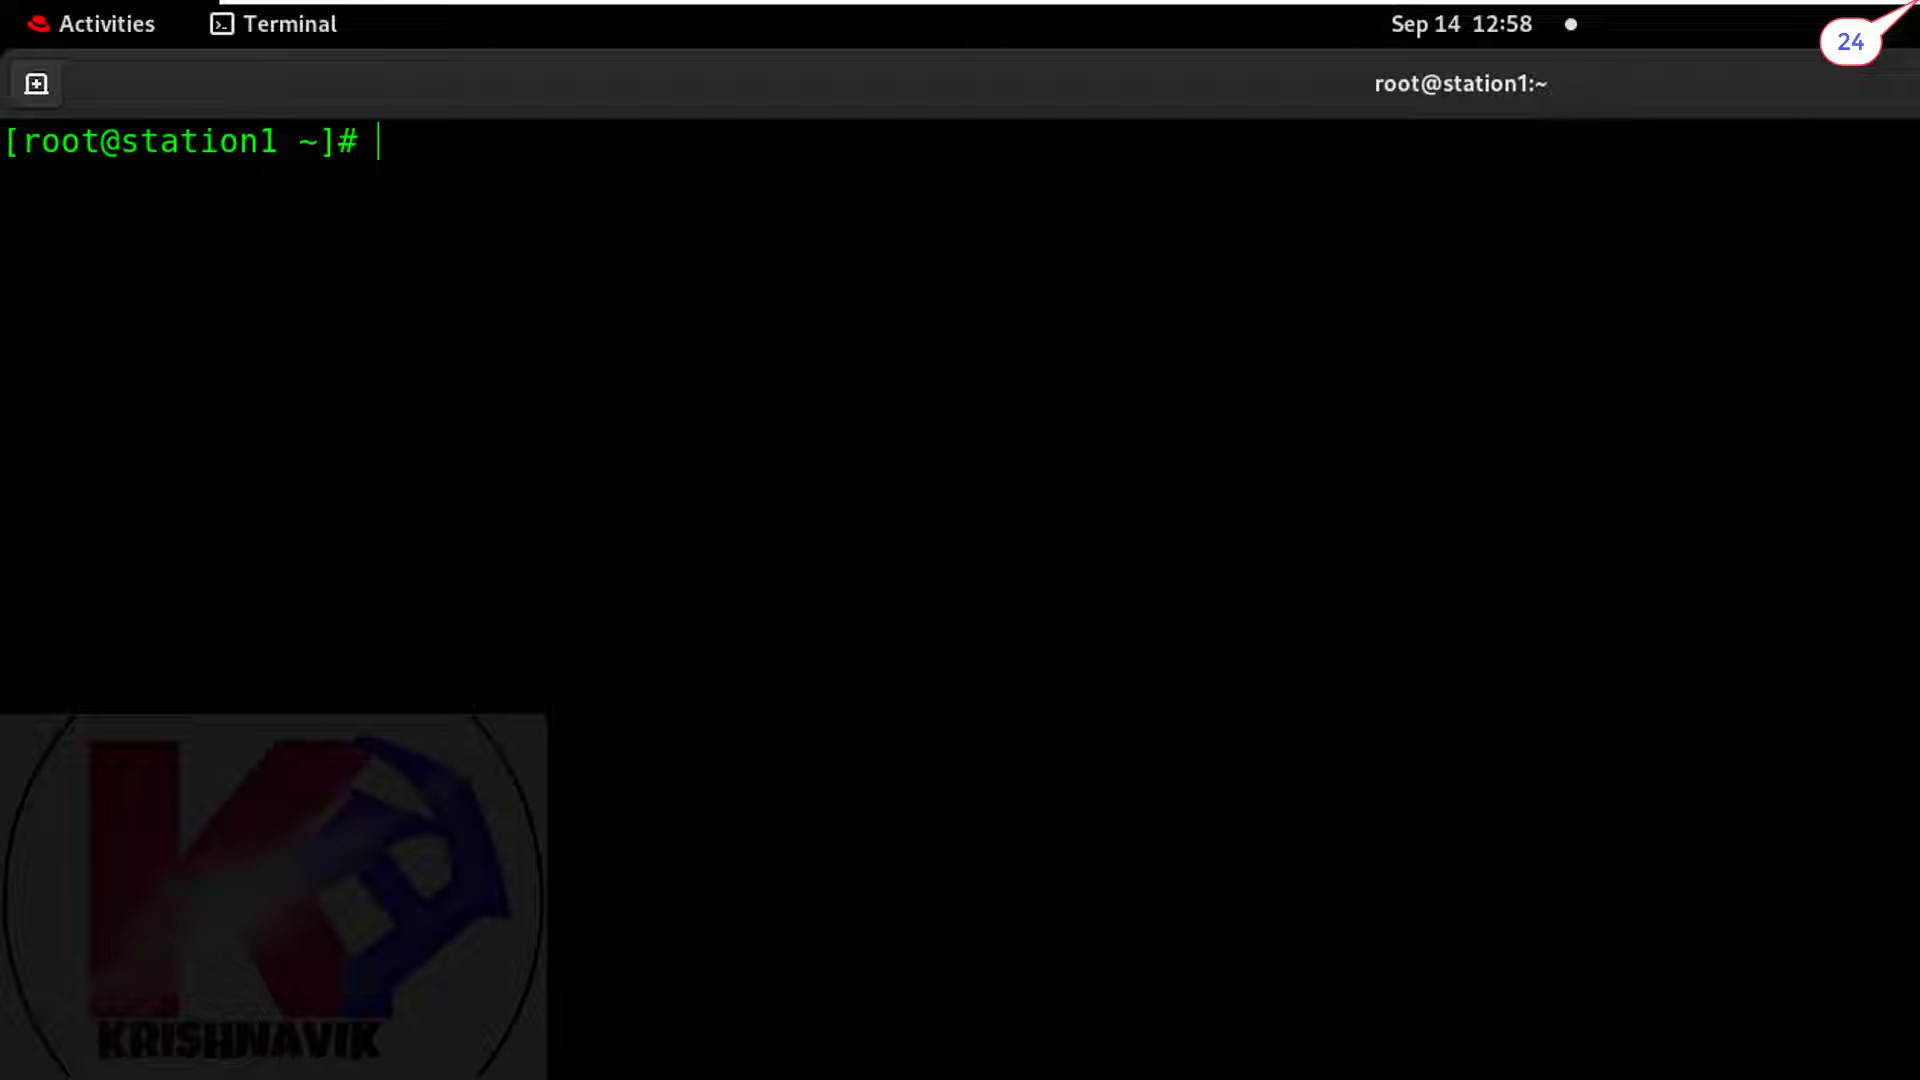 Activities Terminal Sep 14 12:58
24
root@station1:~
[root@station1 ~]#
KRISHNAVIK